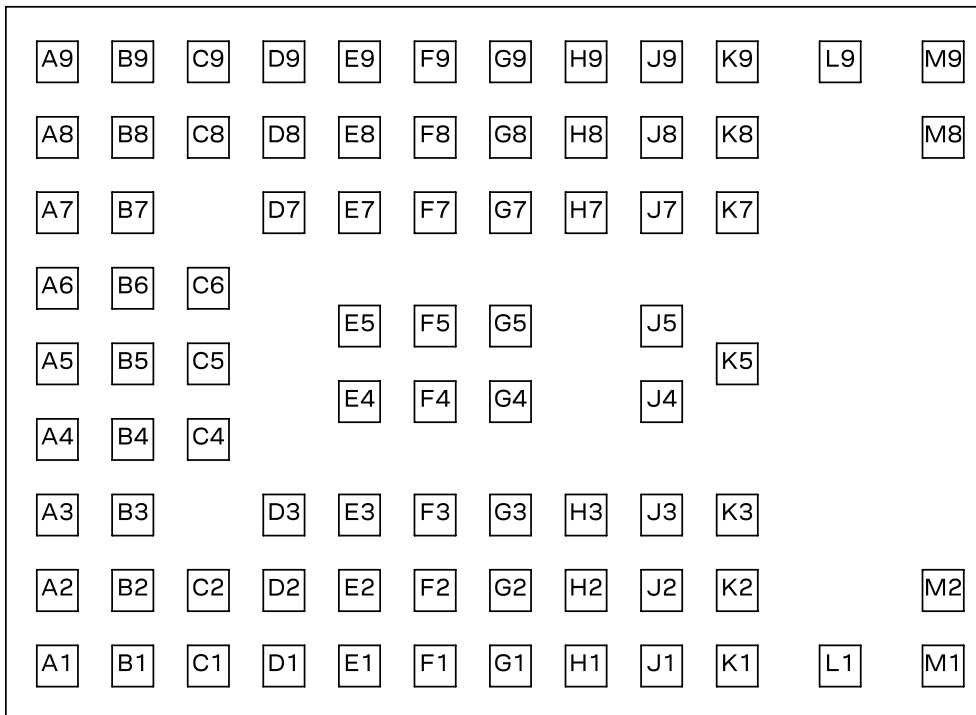 A9 B9 C9 D9 E9 F9 G9 H9 J9 K9 L9 M9
A8 B8 C8 D8 E8 F8 G8 H8 J8 K8 M8
A7 B7 D7 E7 F7 G7 H7 J7 K7
A6 B6 C6
E5 F5 G5 J5
A5 B5 C5 K5
E4 F4 G4 J4
A4 B4 C4
A3 B3 D3 E3 F3 G3 H3 J3 K3
A2 B2 C2 D2 E2 F2 G2 H2 J2 K2 M2
A1 B1 C1 D1 E1 F1 G1 H1 J1 K1 L1 M1